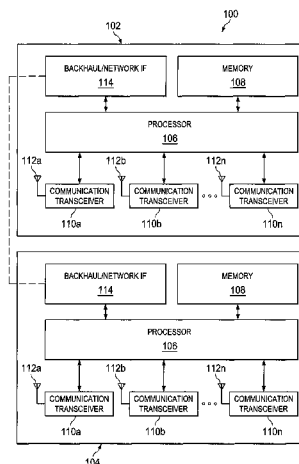 100
102
BACKHAUL/NETWORK IF
114
MEMORY
108
PROCESSOR
106
112a
112b
112n
COMMUNICATION
TRANSCEIVER
COMMUNICATION
TRANSCEIVER
COMMUNICATION
TRANSCEIVER
110a
110b
110n
BACKHAUL/NETWORK IF
114
MEMORY
108
PROCESSOR
106
112a
112b
112n
COMMUNICATION
TRANSCEIVER
COMMUNICATION
TRANSCEIVER
COMMUNICATION
TRANSCEIVER
110a
110b
110n
104